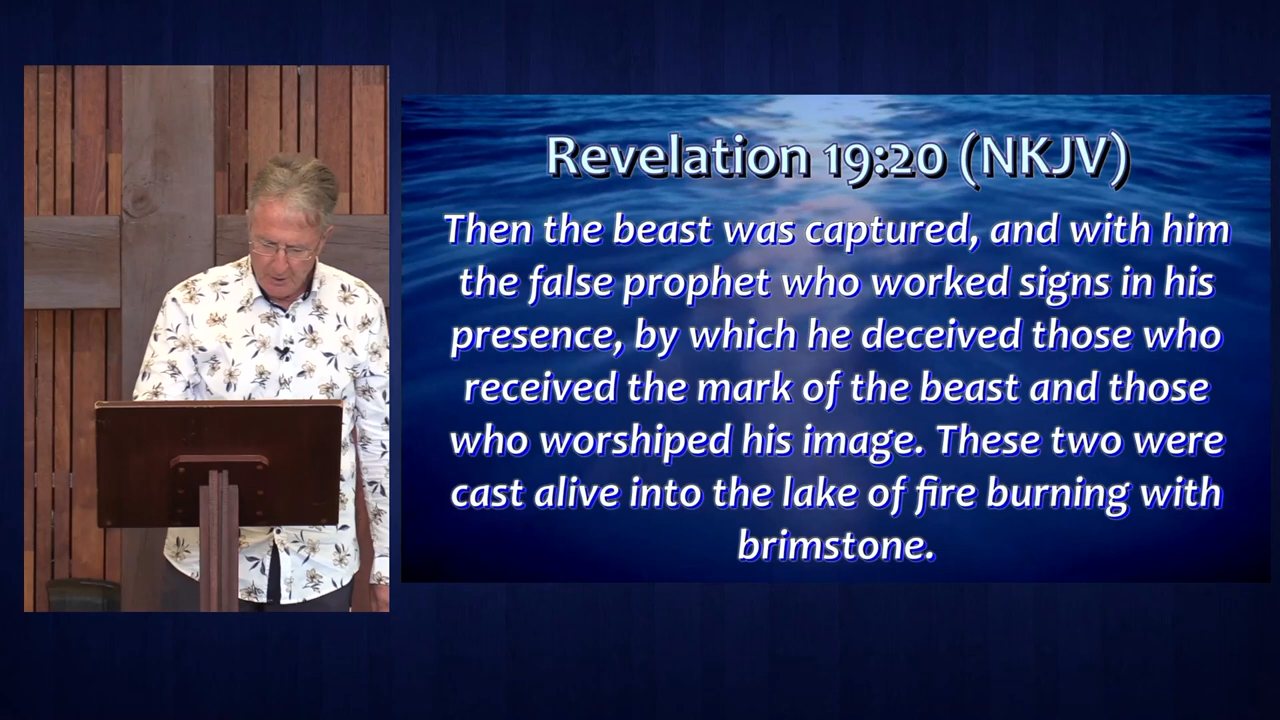 Revelation 19:20 (NKJV)
Then the beast was captured, and with him
the false prophet who worked signs in his
presence, by which he deceived those who
received the mark of the beast and those
who worshiped his image. These two were
cast alive into the lake of fire burning with
brimstone.